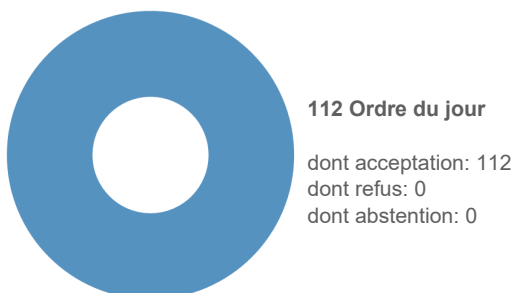 112 Ordre du jour
dont acceptation: 112
dont refus: 0
dont abstention: 0